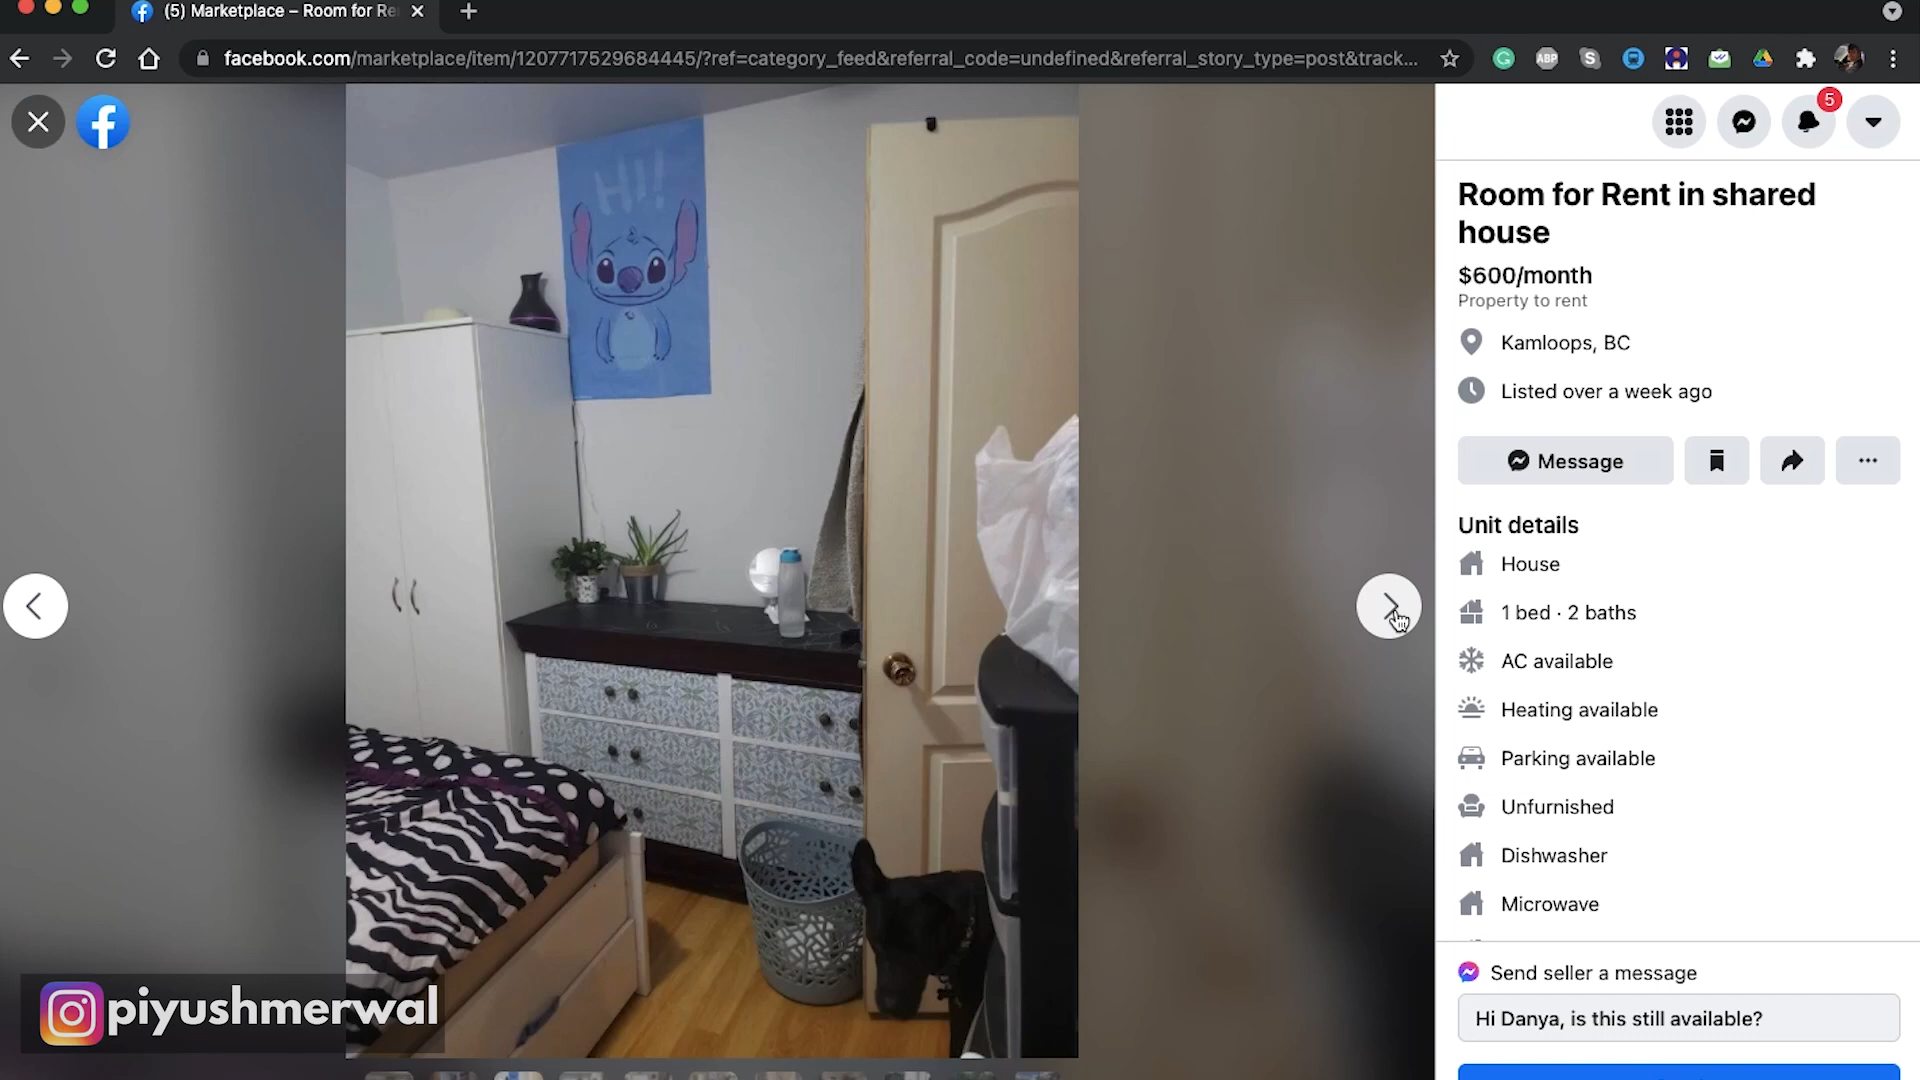 (5) Marketplace – Room for Re
facebook.com/marketplace/item/1207717529684445/?ref=category_feed&referral_code=undefined&referral_story_type=post&track...
ABP
S
5
Room for Rent in shared
house
$600/month
Property to rent
Kamloops, BC
Listed over a week ago
Message
Unit details
House
1 bed · 2 baths
AC available
Heating available
Parking available
Unfurnished
Dishwasher
Microwave
Send seller a message
Hi Danya, is this still available?
HI!
piyushmerwal